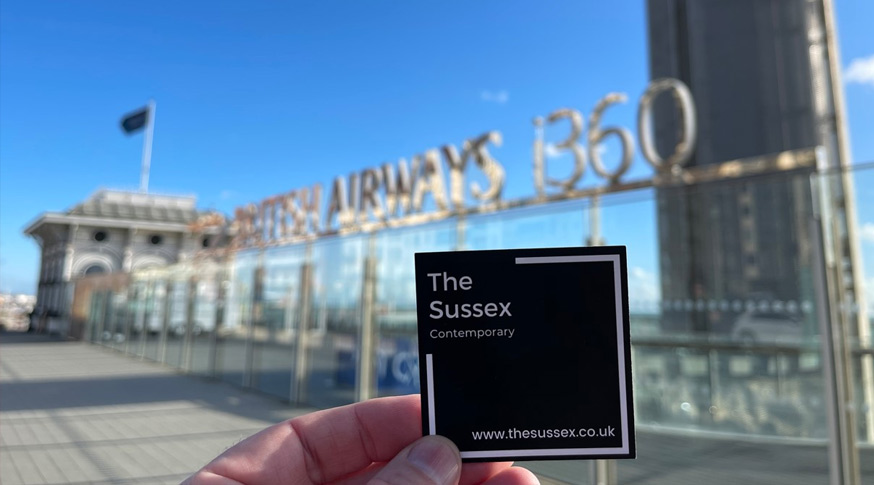 BRITISH AIRWAYS i360
The
Sussex
Contemporary
www.thesussex.co.uk